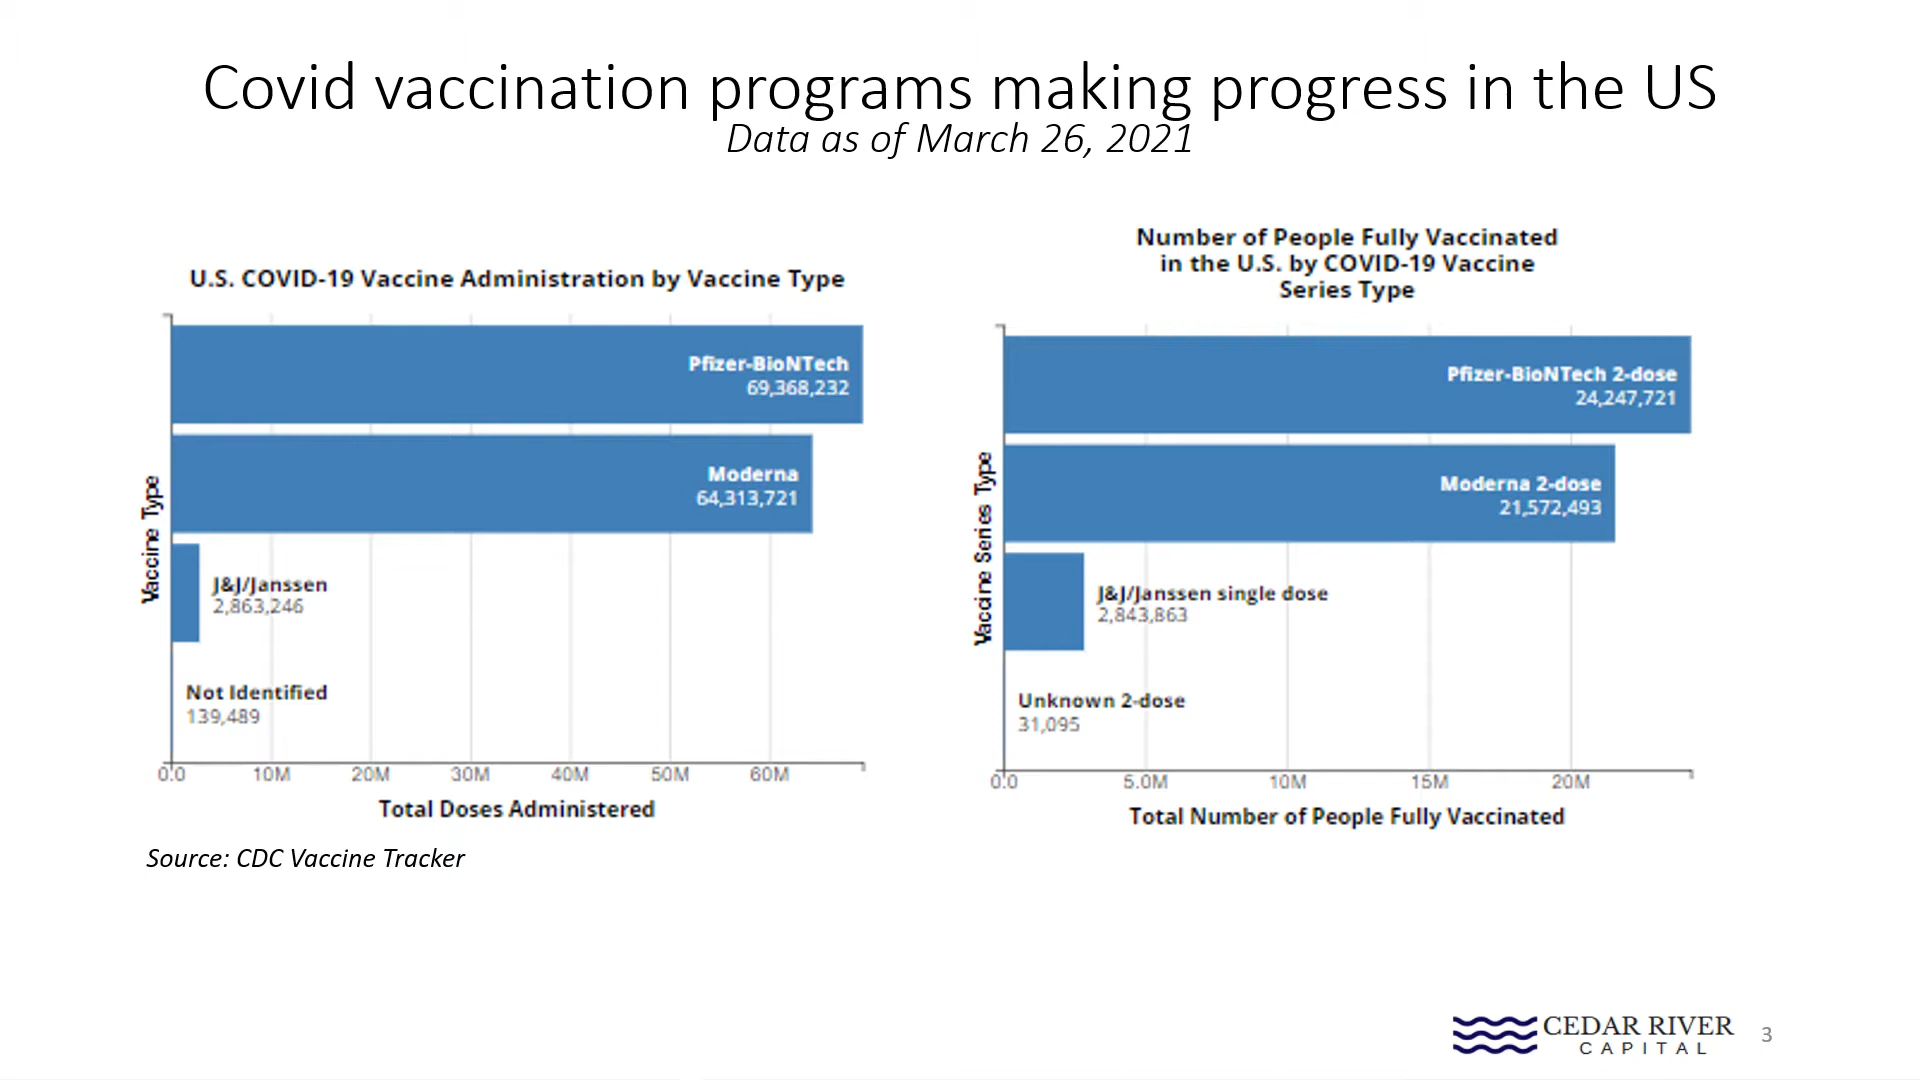 Covid vaccination programs making progress in the US
Data as of March 26, 2021
U.S. COVID-19 Vaccine Administration by Vaccine Type
Vaccine Type
Pfizer-BioNTech
69,368,232
Moderna
64,313,721
J&J/Janssen
2,863,246
Not Identified
139,489
0.0 10M 20M 30M 40M 50M 60M
Total Doses Administered
Number of People Fully Vaccinated
in the U.S. by COVID-19 Vaccine
Series Type
Vaccine Series Type
Pfizer-BioNTech 2-dose
24,247,721
Moderna 2-dose
21,572,493
J&J/Janssen single dose
2,843,863
Unknown 2-dose
31,095
0.0 5.0M 10M 15M 20M
Total Number of People Fully Vaccinated
Source: CDC Vaccine Tracker
CEDAR RIVER
CAPITAL
3